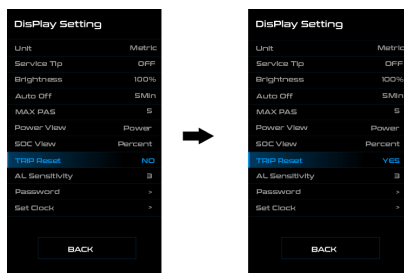 DisPlay Setting
Unit Metric
Service Tip OFF
Brightness 100%
Auto Off 5Min
MAX PAS 5
Power View Power
SOC View Percent
TRIP Reset NO
AL Sensitivity 3
Password >
Set Clock >
BACK
DisPlay Setting
Unit Metric
Service Tip OFF
Brightness 100%
Auto Off 5Min
MAX PAS 5
Power View Power
SOC View Percent
TRIP Reset YES
AL Sensitivity 3
Password >
Set Clock >
BACK